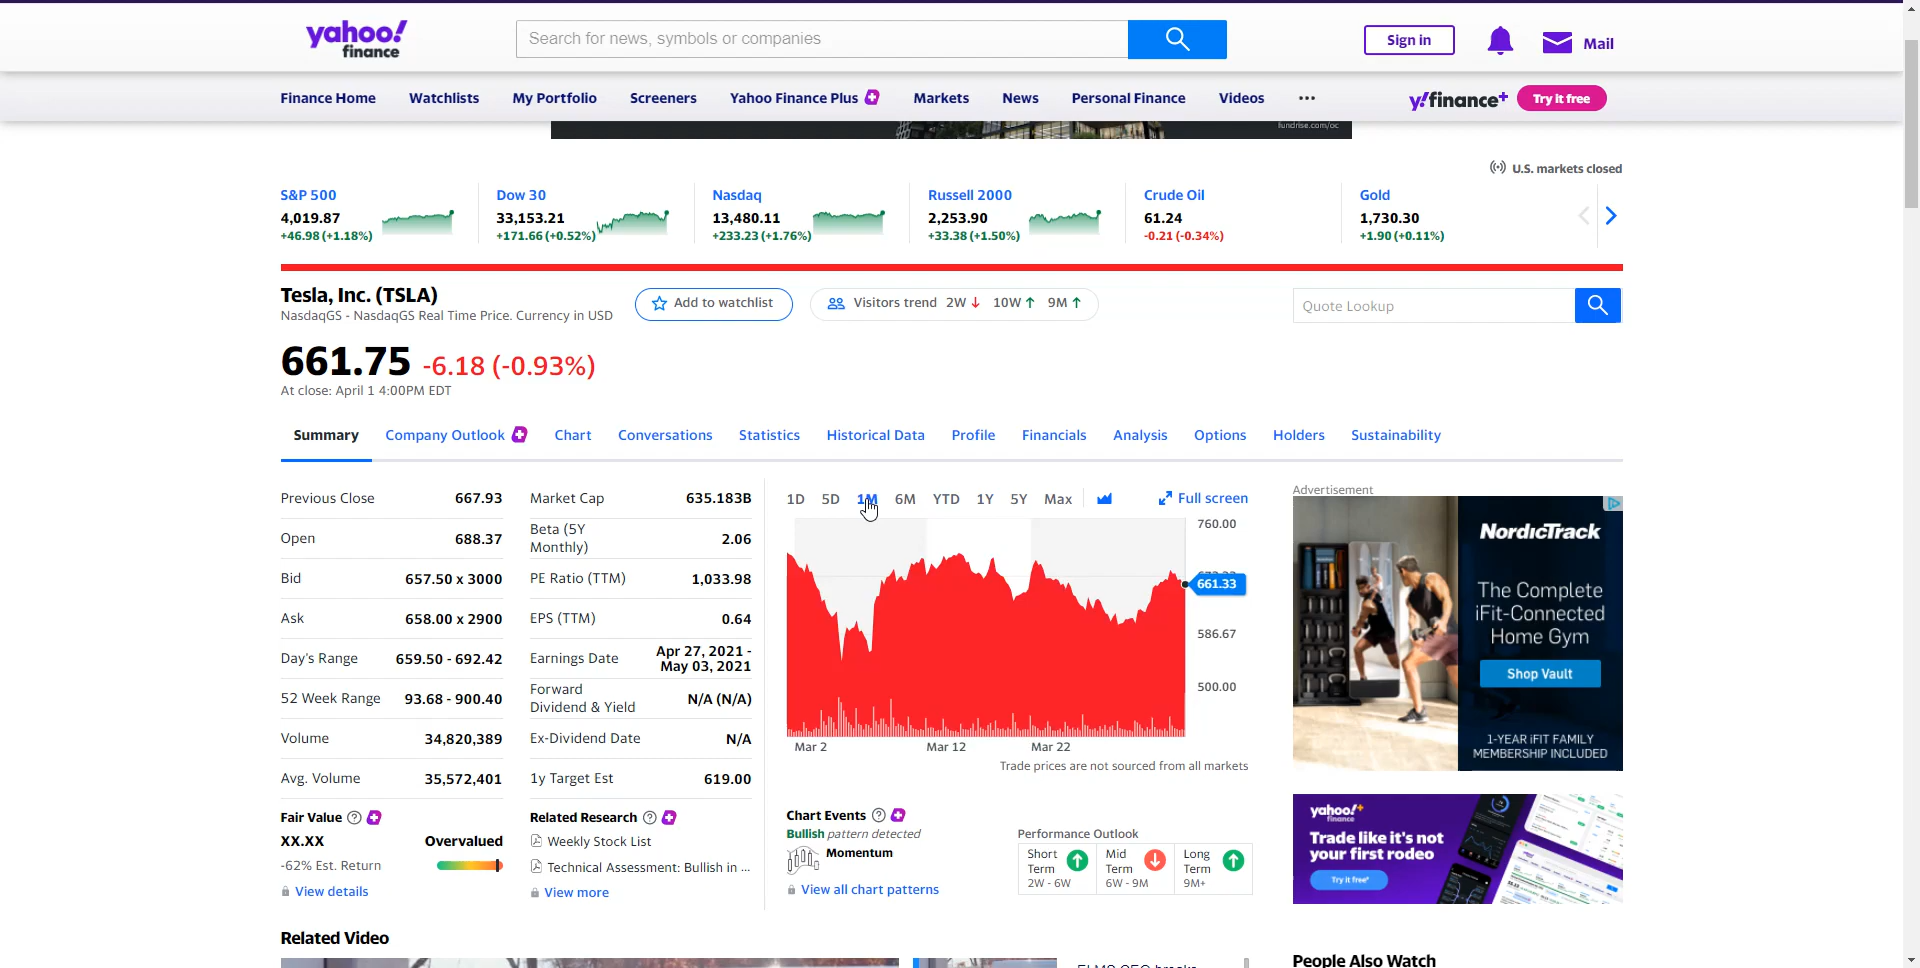 yahoo!
finance
Search for news, symbols or companies
Sign in
Mail
Finance Home Watchlists My Portfolio Screeners Yahoo Finance Plus Markets News Personal Finance Videos ...
y!finance+ Try it free
fundrise.com/oc
U.S. markets closed
S&P 500
4,019.87
+46.98 (+1.18%)
Dow 30
33,153.21
+171.66 (+0.52%)
Nasdaq
13,480.11
+233.23 (+1.76%)
Russell 2000
2,253.90
+33.38 (+1.50%)
Crude Oil
61.24
-0.21 (-0.34%)
Gold
1,730.30
+1.90 (+0.11%)
Tesla, Inc. (TSLA)
NasdaqGS - NasdaqGS Real Time Price. Currency in USD
Add to watchlist
Visitors trend 2W ↓ 10W ↑ 9M ↑
Quote Lookup
661.75 -6.18 (-0.93%)
At close: April 1 4:00PM EDT
Summary Company Outlook Chart Conversations Statistics Historical Data Profile Financials Analysis Options Holders Sustainability
Previous Close 667.93
Open 688.37
Bid 657.50 x 3000
Ask 658.00 x 2900
Day's Range 659.50 - 692.42
52 Week Range 93.68 - 900.40
Volume 34,820,389
Avg. Volume 35,572,401
Market Cap 635.183B
Beta (5Y
Monthly) 2.06
PE Ratio (TTM) 1,033.98
EPS (TTM) 0.64
Earnings Date Apr 27, 2021 -
May 03, 2021
Forward
Dividend & Yield N/A (N/A)
Ex-Dividend Date N/A
1y Target Est 619.00
Fair Value
XX.XX Overvalued
-62% Est. Return
View details
Related Research
Weekly Stock List
Technical Assessment: Bullish in ...
View more
1D 5D 1M 6M YTD 1Y 5Y Max
Full screen
760.00
661.33
586.67
500.00
Mar 2 Mar 12 Mar 22
Trade prices are not sourced from all markets
Chart Events
Bullish pattern detected
Momentum
View all chart patterns
Performance Outlook
Short
Term
2W - 6W
Mid
Term
6W - 9M
Long
Term
9M+
Advertisement
NordicTrack
The Complete
iFit-Connected
Home Gym
Shop Vault
1-YEAR iFIT FAMILY
MEMBERSHIP INCLUDED
yahoo!+
finance
Trade like it's not
your first rodeo
Try it free*
Related Video
People Also Watch